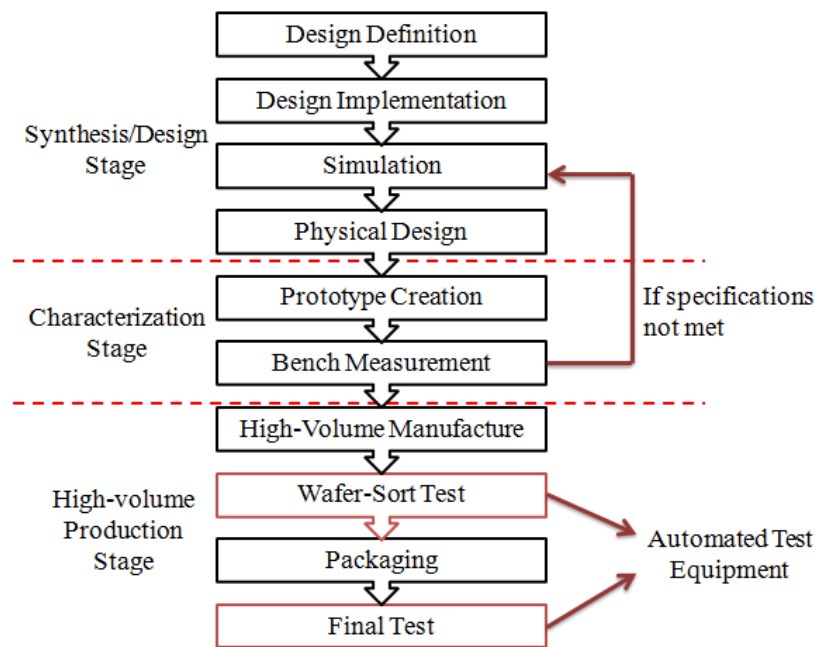 Design Definition
Design Implementation
Synthesis/Design
Stage
Simulation
Physical Design
Prototype Creation
If specifications
not met
Characterization
Stage
Bench Measurement
High-Volume Manufacture
Wafer-Sort Test
High-volume
Production
Stage
Automated Test
Equipment
Packaging
Final Test